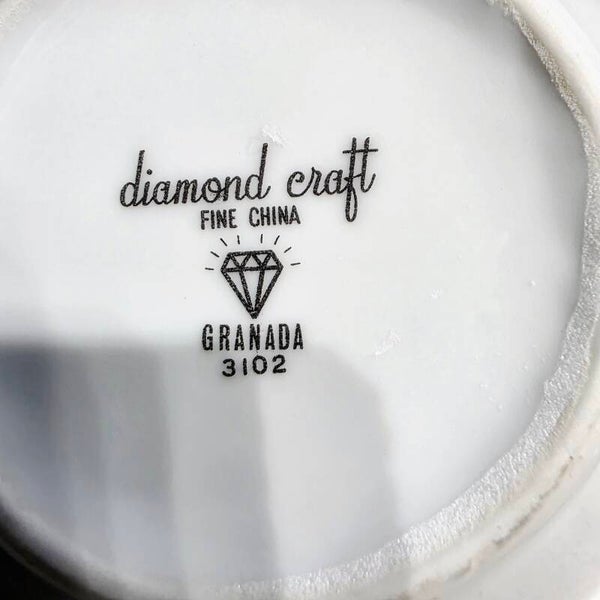 diamond craft
FINE CHINA
GRANADA
3102